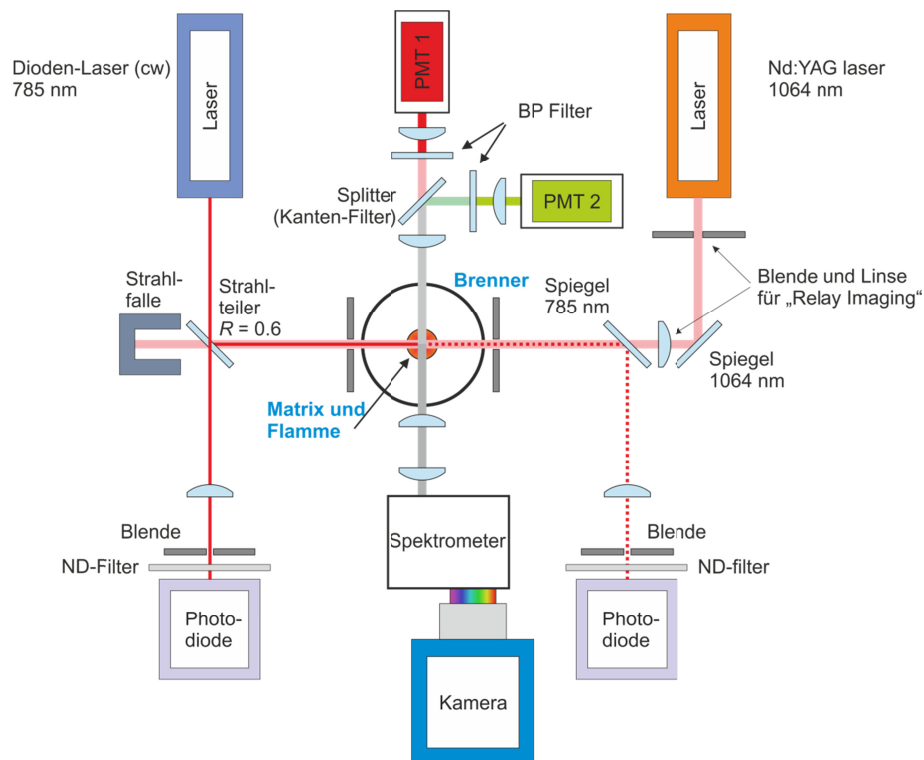 Dioden-Laser (cw)
785 nm
Laser
PMT 1
BP Filter
Nd:YAG laser
1064 nm
Laser
Splitter
(Kanten-Filter)
PMT 2
Strahl-
falle
Strahl-
teiler
R = 0.6
Brenner
Spiegel
785 nm
Blende und Linse
für „Relay Imaging“
Spiegel
1064 nm
Matrix und
Flamme
Blende
ND-Filter
Photo-
diode
Spektrometer
Kamera
Blende
ND-filter
Photo-
diode